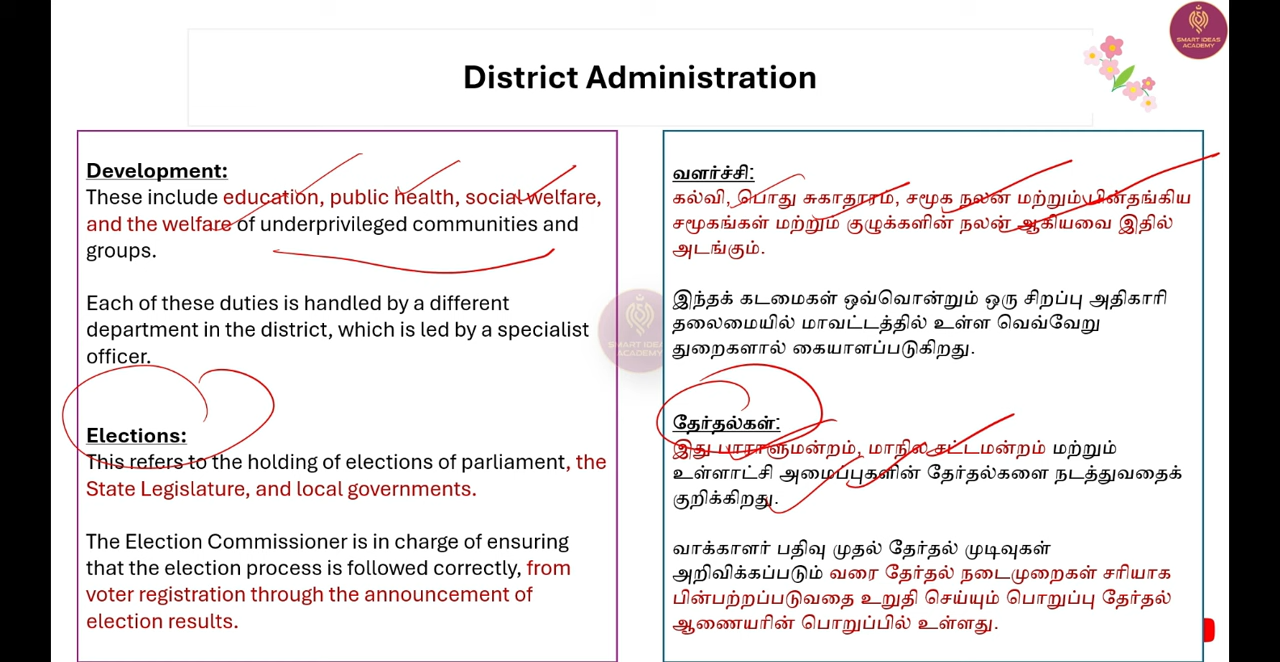 SMART IDEAS
ACADEMY
District Administration
Development:
These include education, public health, social welfare,
and the welfare of underprivileged communities and
groups.
Each of these duties is handled by a different
department in the district, which is led by a specialist
officer.
Elections:
This refers to the holding of elections of parliament, the
State Legislature, and local governments.
The Election Commissioner is in charge of ensuring
that the election process is followed correctly, from
voter registration through the announcement of
election results.
SMART IDEA
ACADEMY
வளர்ச்சி:
கல்வி, பொது சுகாதாரம், சமூக நலன் மற்றும் பின்தங்கிய
சமூகங்கள் மற்றும் குழுக்களின் நலன் ஆகியவை இதில்
அடங்கும்.
இந்தக் கடமைகள் ஒவ்வொன்றும் ஒரு சிறப்பு அதிகாரி
தலைமையில் மாவட்டத்தில் உள்ள வெவ்வேறு
துறைகளால் கையாளப்படுகிறது.
தேர்தல்கள்:
இது பாராளுமன்றம், மாநில சட்டமன்றம் மற்றும்
உள்ளாட்சி அமைப்புகளின் தேர்தல்களை நடத்துவதைக்
குறிக்கிறது.
வாக்காளர் பதிவு முதல் தேர்தல் முடிவுகள்
அறிவிக்கப்படும் வரை தேர்தல் நடைமுறைகள் சரியாக
பின்பற்றப்படுவதை உறுதி செய்யும் பொறுப்பு தேர்தல்
ஆணையரின் பொறுப்பில் உள்ளது.